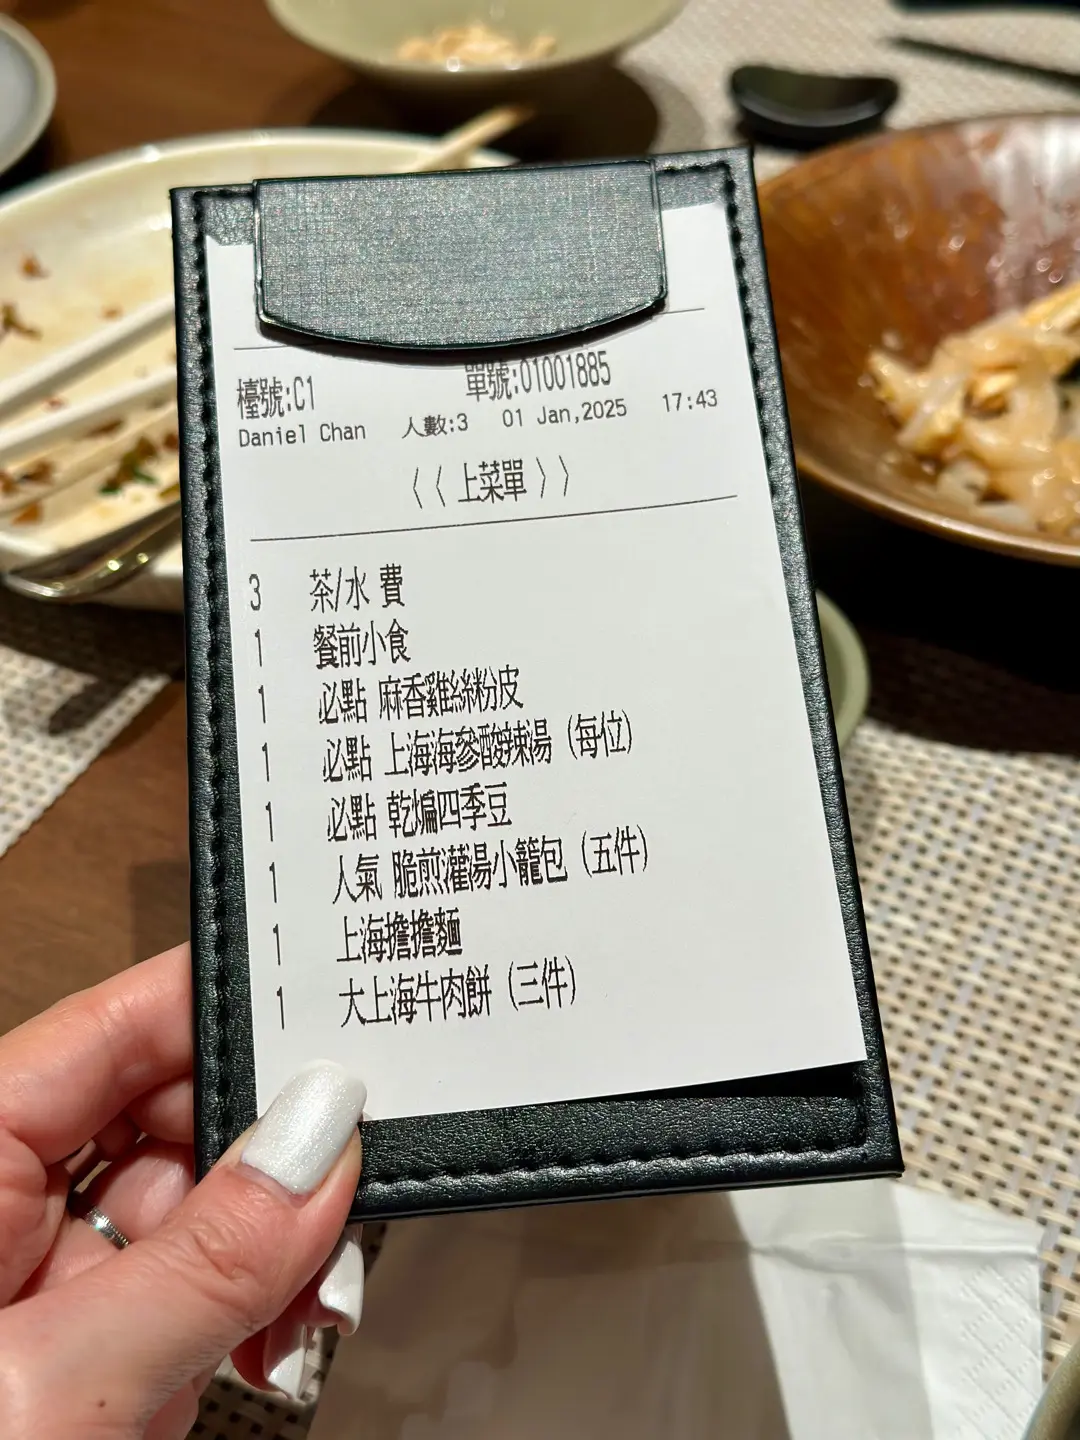 檯號:C1 單號:01001885
Daniel Chan 人數:3 01 Jan,2025 17:43
〈〈 上菜單 〉〉
3 茶/水 費
1 餐前小食
1 必點 麻香雞絲粉皮
1 必點 上海海參酸辣湯 (每位)
1 必點 乾煸四季豆
1 人氣 脆煎灌湯小籠包 (五件)
1 上海擔擔麵
1 大上海牛肉餅 (三件)